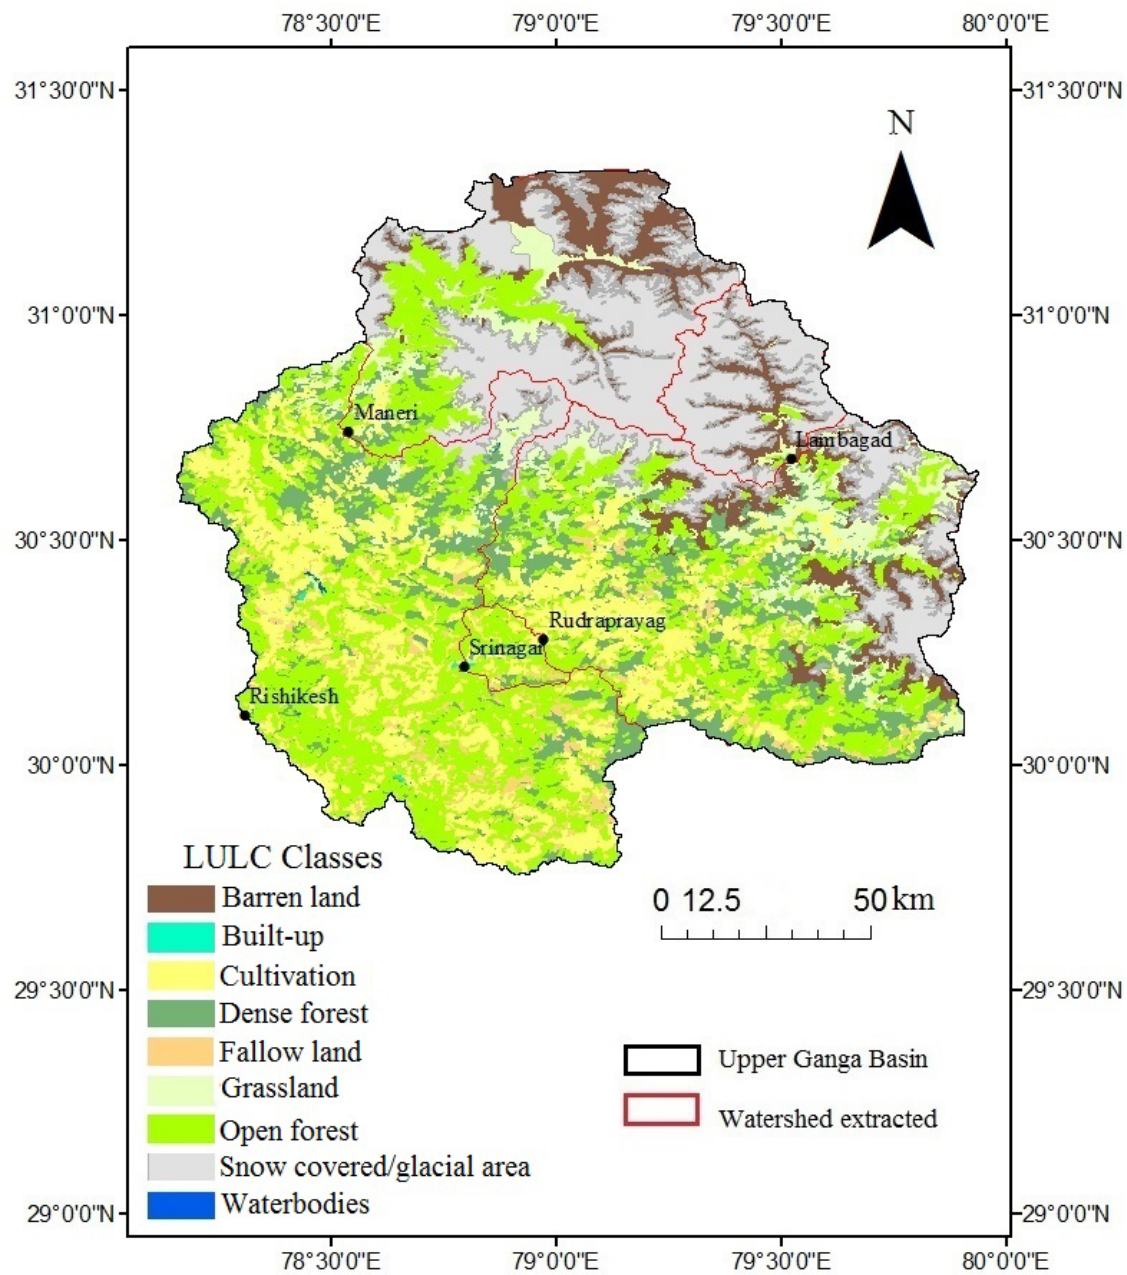 78°30'0"E 79°0'0"E 79°30'0"E 80°0'0"E
31°30'0"N 31°30'0"N
N
31°0'0"N 31°0'0"N
Maneri
Lambagad
30°30'0"N 30°30'0"N
Rudraprayag
Srinagar
Rishikesh
30°0'0"N 30°0'0"N
LULC Classes
Barren land
Built-up
Cultivation
Dense forest
Fallow land
Grassland
Open forest
Snow covered/glacial area
Waterbodies
0 12.5 50 km
29°30'0"N 29°30'0"N
Upper Ganga Basin
Watershed extracted
29°0'0"N 29°0'0"N
78°30'0"E 79°0'0"E 79°30'0"E 80°0'0"E